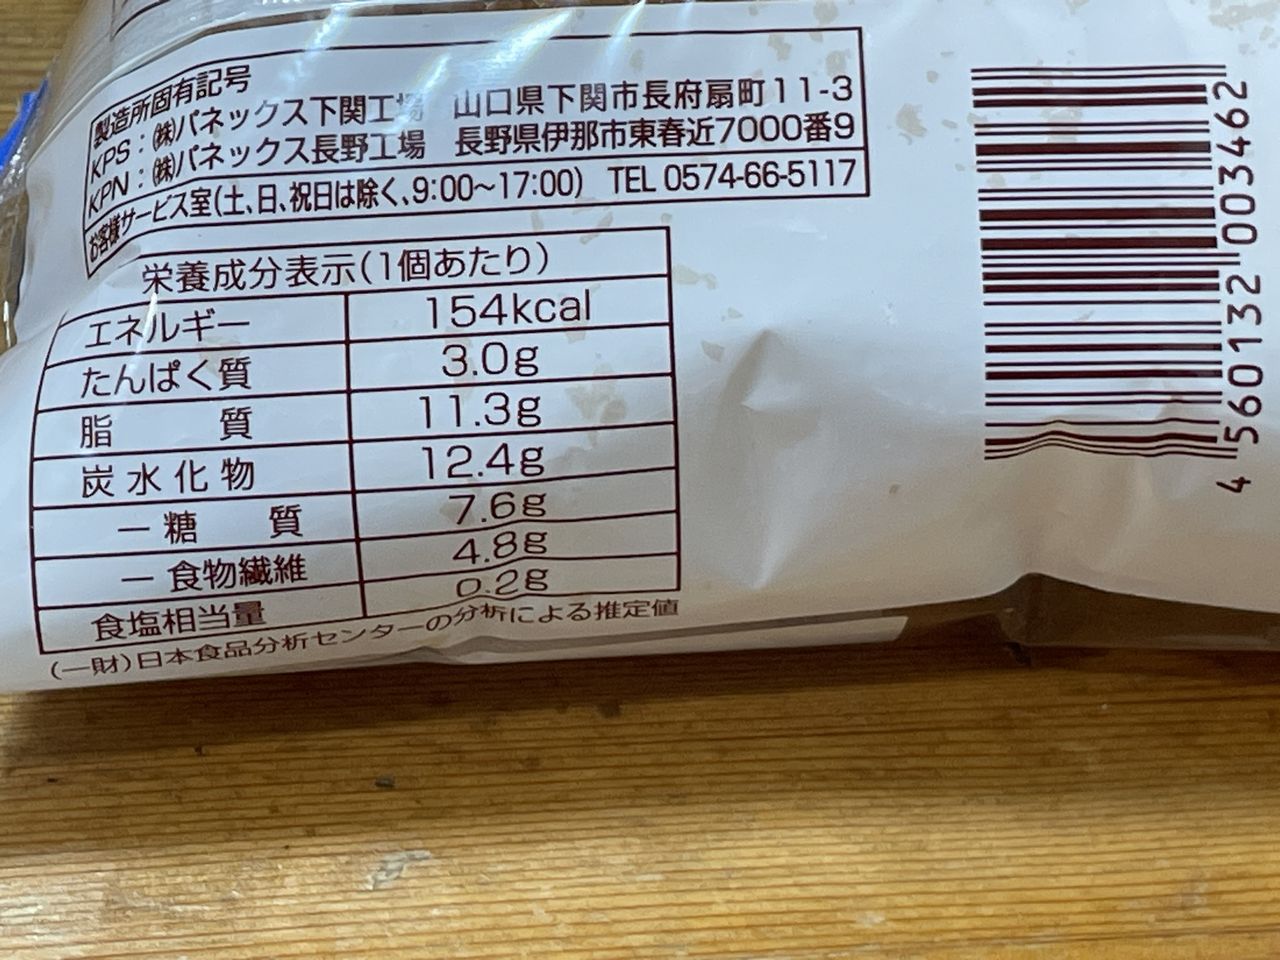 製造所固有記号
KPS：㈱パネックス下関工場　山口県下関市長府扇町11-3
KPN：㈱パネックス長野工場　長野県伊那市東春近7000番9
お客様サービス室(土、日、祝日は除く、9:00〜17:00)　TEL 0574-66-5117
栄養成分表示(1個あたり)
エネルギー　154kcal
たんぱく質　3.0g
脂　質　11.3g
炭水化物　12.4g
－糖　質　7.6g
－食物繊維　4.8g
食塩相当量　0.2g
(一財)日本食品分析センターの分析による推定値
4 560132 003462